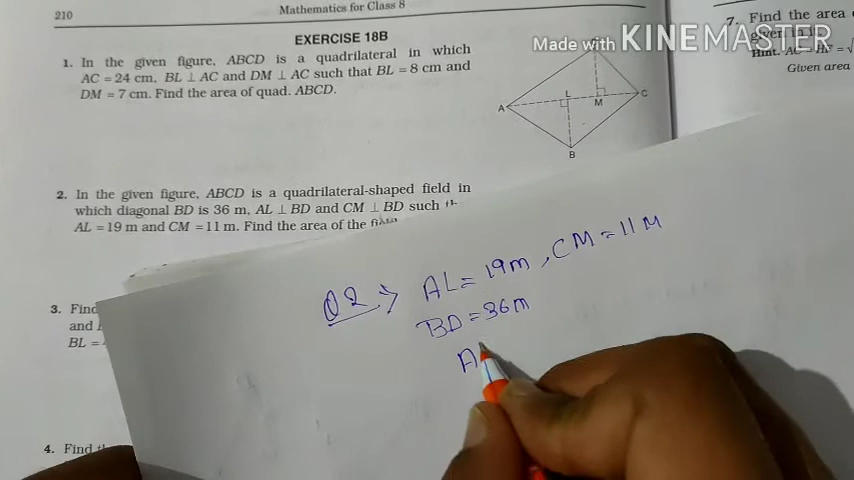 210
Mathematics for Class 8
EXERCISE 18B
1. In the given figure, ABCD is a quadrilateral in which
AC = 24 cm, BL ⊥ AC and DM ⊥ AC such that BL = 8 cm and
DM = 7 cm. Find the area of quad. ABCD.
A
L
M
C
B
2. In the given figure, ABCD is a quadrilateral-shaped field in
which diagonal BD is 36 m, AL ⊥ BD and CM ⊥ BD such
AL = 19 m and CM = 11 m. Find the area of the
3. Find
and
BL =
4. Find
7. Find the area
given in
Hint.
Given area
Made with KINEMASTER
Q2 → AL = 19m, CM = 11 M
BD = 36m
A